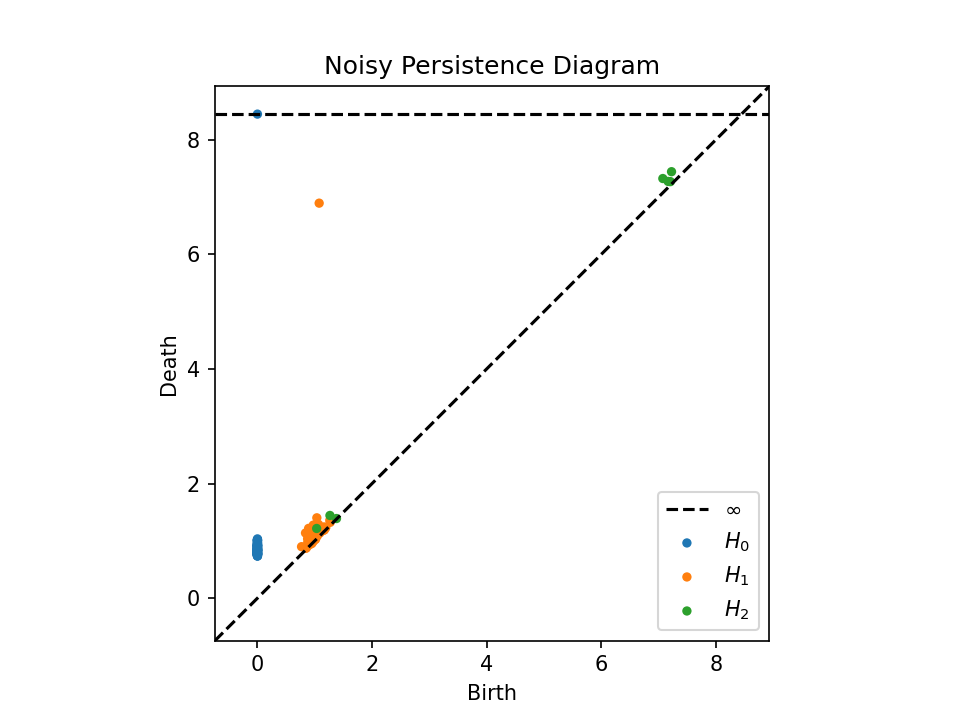 Noisy Persistence Diagram
Death
8
6
4
2
0
0 2 4 6 8
Birth
∞
H₀
H₁
H₂